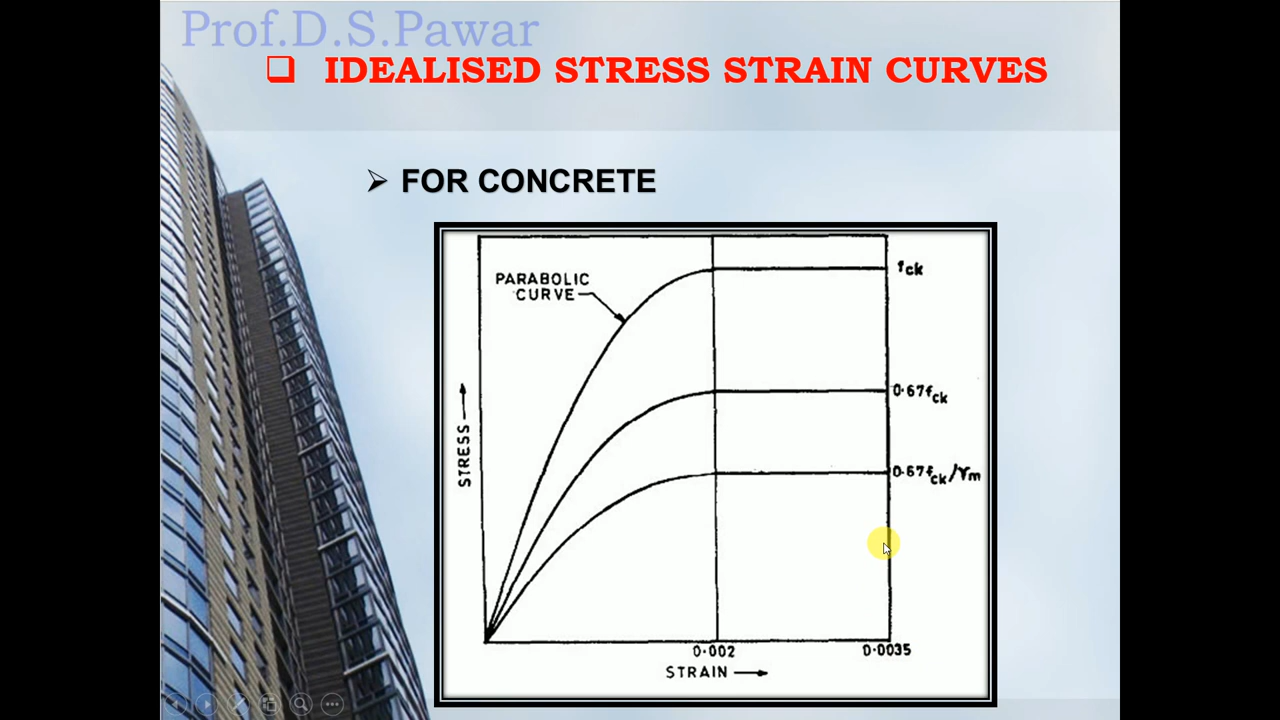 Prof.D.S.Pawar
IDEALISED STRESS STRAIN CURVES
FOR CONCRETE
PARABOLIC
CURVE
fck
0.67fck
0.67fck/γm
STRESS
0.002
0.0035
STRAIN